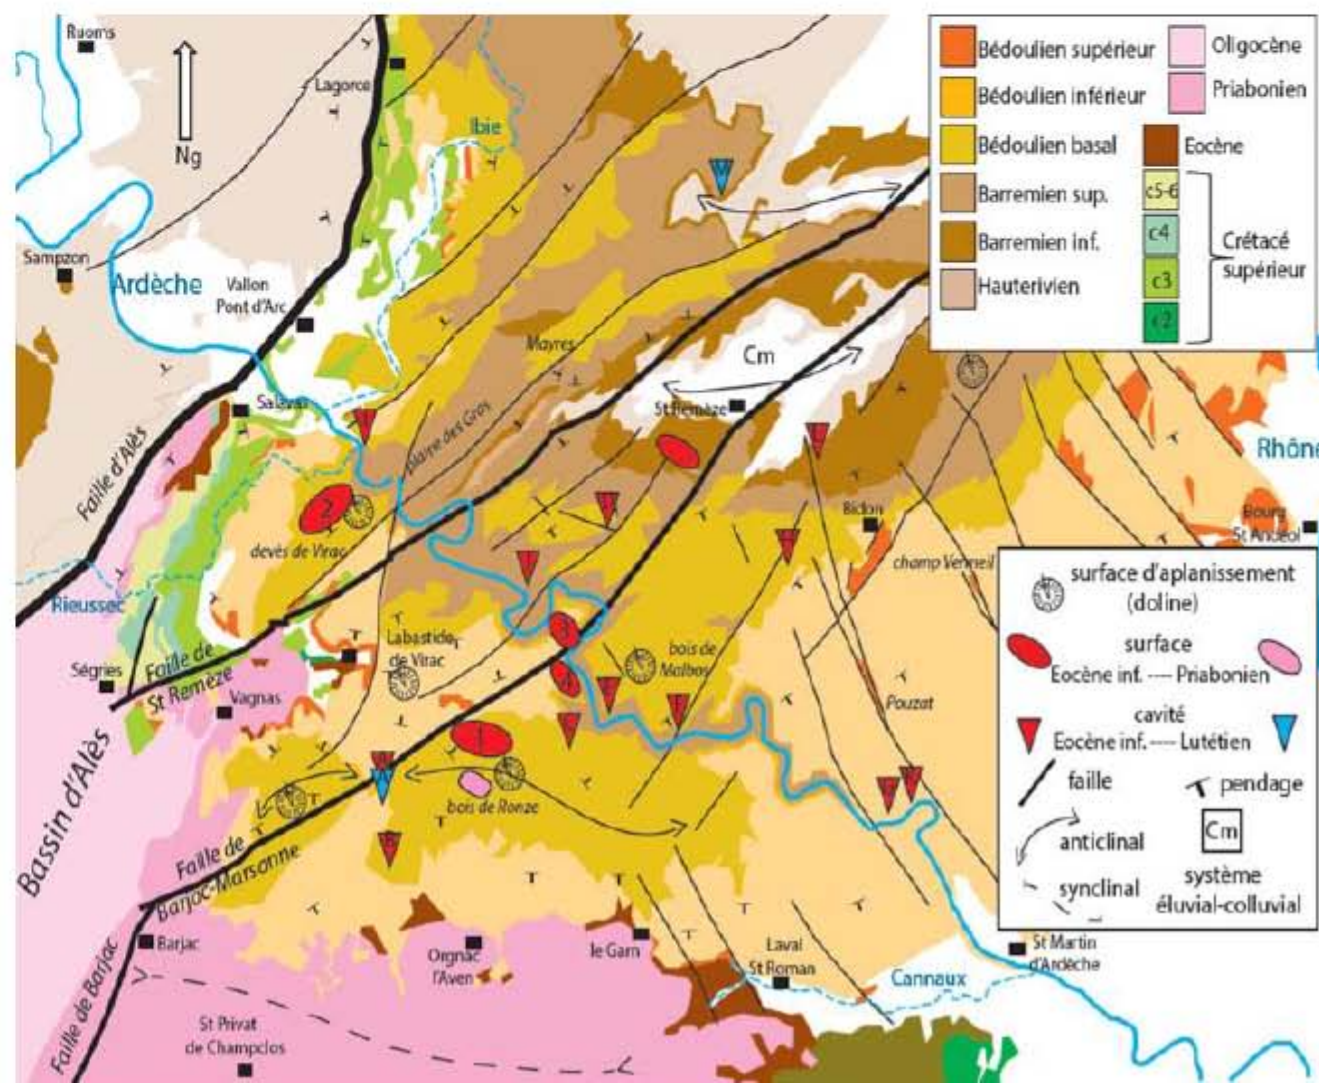 Ruoms
Ng
Lagorce
Ibie
Sampzon
Ardèche
Vallon
Pont d'Arc
Mayres
Cm
St Remèze
Salavas
plaine des Gras
Faille d'Alès
2
devès de Virac
Bidon
champ Vermeil
Rhône
Bourg
St Andéol
Rieussec
Labastide
de Virac
3
4
bois de
Malbos
Ségries
Faille de
St Remèze
Vagnas
Pouzat
1
bois de Ronze
Bassin d'Alès
Faille de
Barjac-Marsonne
Barjac
Orgnac
l'Aven
le Garn
Laval
St Roman
Cannaux
St Martin
d'Ardèche
Faille de Barjac
St Privat
de Champclos
Bédoulien supérieur
Bédoulien inférieur
Bédoulien basal
Barremien sup.
Barremien inf.
Hauterivien
Oligocène
Priabonien
Eocène
c5-6
c4
c3
c2
Crétacé
supérieur
surface d'aplanissement
(doline)
surface
Eocène inf. ---- Priabonien
cavité
Eocène inf. ---- Lutétien
faille
pendage
anticlinal
Cm
synclinal
système
éluvial-colluvial